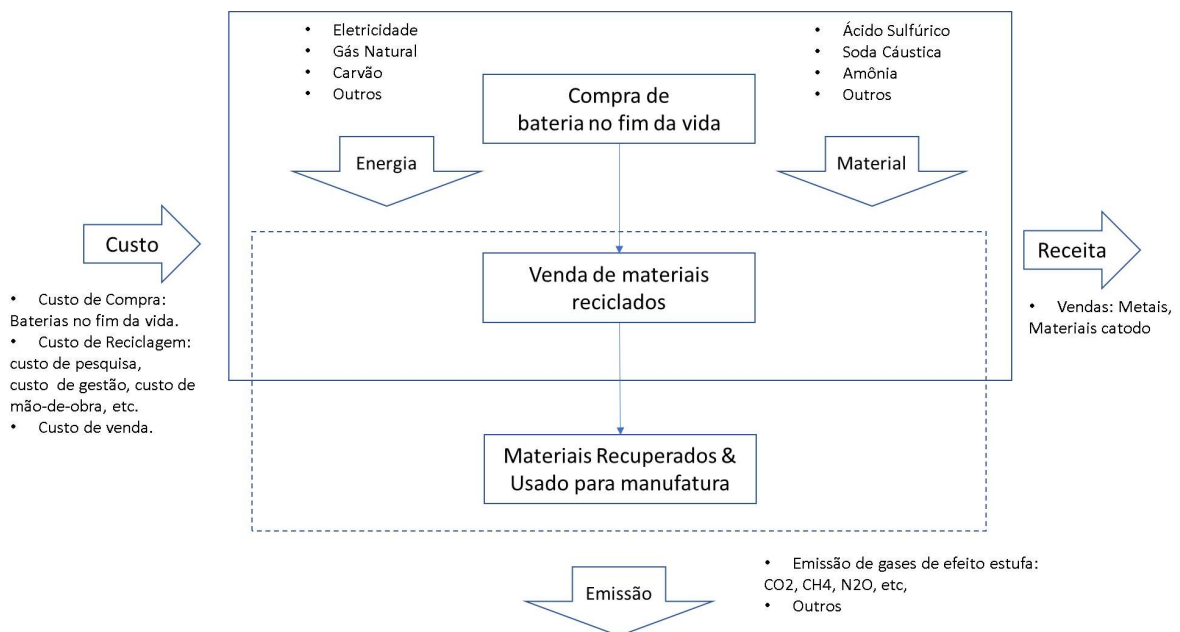 • Eletricidade
• Gás Natural
• Carvão
• Outros
• Ácido Sulfúrico
• Soda Cáustica
• Amônia
• Outros
Compra de
bateria no fim da vida
Energia
Material
Custo
Receita
Venda de materiais
reciclados
• Custo de Compra:
Baterias no fim da vida.
• Custo de Reciclagem:
custo de pesquisa,
custo de gestão, custo de
mão-de-obra, etc.
• Custo de venda.
• Vendas: Metais,
Materiais catodo
Materiais Recuperados &
Usado para manufatura
Emissão
• Emissão de gases de efeito estufa:
CO2, CH4, N2O, etc,
• Outros